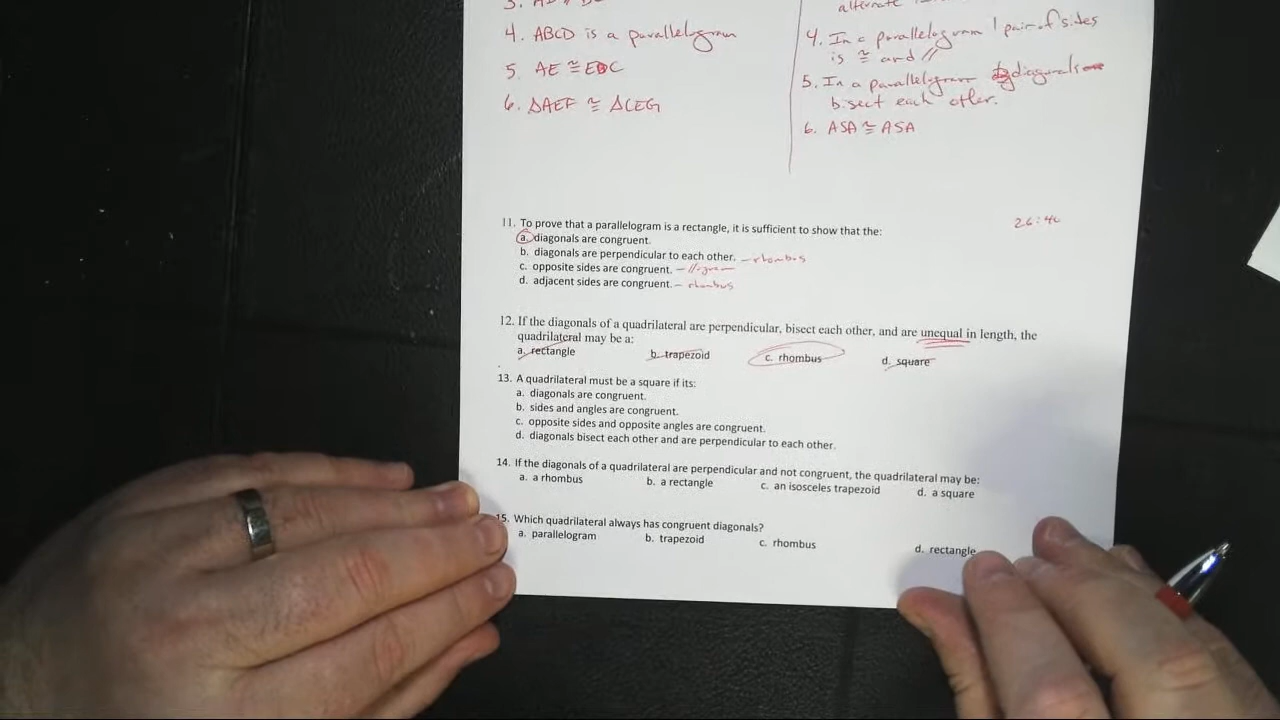 4. ABCD is a parallelogram
5. AE ≅ EC
6. △AEF ≅ △CEG
alternate
4. In a parallelogram 1 pair of sides
is ≅ and //
5. In a parallelogram diagonals
bisect each other.
6. ASA ≅ ASA
11. To prove that a parallelogram is a rectangle, it is sufficient to show that the:
26:40
a. diagonals are congruent.
b. diagonals are perpendicular to each other. - rhombus
c. opposite sides are congruent. - //gram
d. adjacent sides are congruent. - rhombus
12. If the diagonals of a quadrilateral are perpendicular, bisect each other, and are unequal in length, the
quadrilateral may be a:
a. rectangle b. trapezoid c. rhombus d. square
13. A quadrilateral must be a square if its:
a. diagonals are congruent.
b. sides and angles are congruent.
c. opposite sides and opposite angles are congruent.
d. diagonals bisect each other and are perpendicular to each other.
14. If the diagonals of a quadrilateral are perpendicular and not congruent, the quadrilateral may be:
a. a rhombus b. a rectangle c. an isosceles trapezoid d. a square
15. Which quadrilateral always has congruent diagonals?
a. parallelogram b. trapezoid c. rhombus d. rectangle